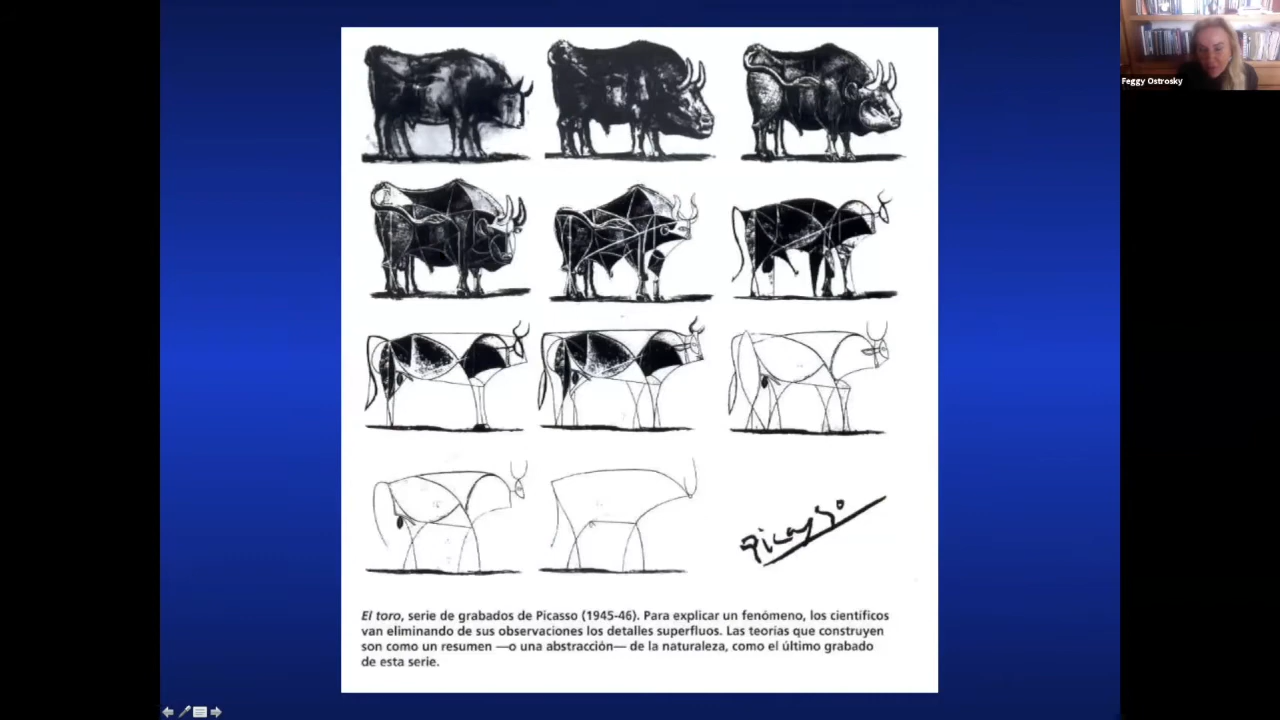 Feggy Ostrosky
Picasso
El toro, serie de grabados de Picasso (1945-46). Para explicar un fenómeno, los científicos
van eliminando de sus observaciones los detalles superfluos. Las teorías que construyen
son como un resumen —o una abstracción— de la naturaleza, como el último grabado
de esta serie.